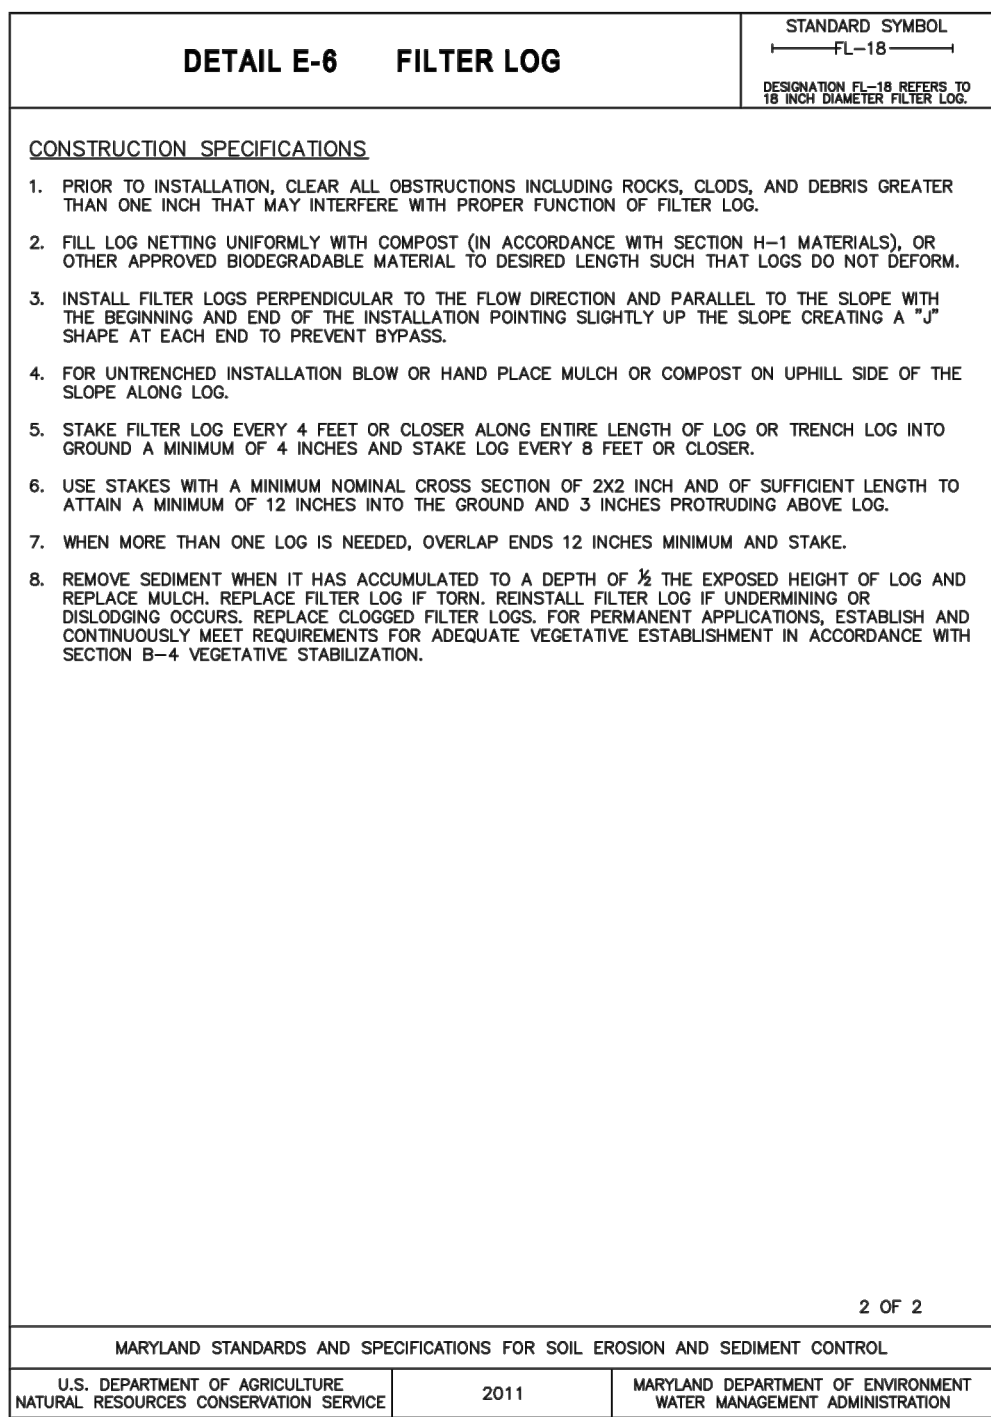 DETAIL E-6 FILTER LOG
STANDARD SYMBOL
FL-18
DESIGNATION FL-18 REFERS TO
18 INCH DIAMETER FILTER LOG.
CONSTRUCTION SPECIFICATIONS
1. PRIOR TO INSTALLATION, CLEAR ALL OBSTRUCTIONS INCLUDING ROCKS, CLODS, AND DEBRIS GREATER
THAN ONE INCH THAT MAY INTERFERE WITH PROPER FUNCTION OF FILTER LOG.
2. FILL LOG NETTING UNIFORMLY WITH COMPOST (IN ACCORDANCE WITH SECTION H-1 MATERIALS), OR
OTHER APPROVED BIODEGRADABLE MATERIAL TO DESIRED LENGTH SUCH THAT LOGS DO NOT DEFORM.
3. INSTALL FILTER LOGS PERPENDICULAR TO THE FLOW DIRECTION AND PARALLEL TO THE SLOPE WITH
THE BEGINNING AND END OF THE INSTALLATION POINTING SLIGHTLY UP THE SLOPE CREATING A "J"
SHAPE AT EACH END TO PREVENT BYPASS.
4. FOR UNTRENCHED INSTALLATION BLOW OR HAND PLACE MULCH OR COMPOST ON UPHILL SIDE OF THE
SLOPE ALONG LOG.
5. STAKE FILTER LOG EVERY 4 FEET OR CLOSER ALONG ENTIRE LENGTH OF LOG OR TRENCH LOG INTO
GROUND A MINIMUM OF 4 INCHES AND STAKE LOG EVERY 8 FEET OR CLOSER.
6. USE STAKES WITH A MINIMUM NOMINAL CROSS SECTION OF 2X2 INCH AND OF SUFFICIENT LENGTH TO
ATTAIN A MINIMUM OF 12 INCHES INTO THE GROUND AND 3 INCHES PROTRUDING ABOVE LOG.
7. WHEN MORE THAN ONE LOG IS NEEDED, OVERLAP ENDS 12 INCHES MINIMUM AND STAKE.
8. REMOVE SEDIMENT WHEN IT HAS ACCUMULATED TO A DEPTH OF ½ THE EXPOSED HEIGHT OF LOG AND
REPLACE MULCH. REPLACE FILTER LOG IF TORN. REINSTALL FILTER LOG IF UNDERMINING OR
DISLODGING OCCURS. REPLACE CLOGGED FILTER LOGS. FOR PERMANENT APPLICATIONS, ESTABLISH AND
CONTINUOUSLY MEET REQUIREMENTS FOR ADEQUATE VEGETATIVE ESTABLISHMENT IN ACCORDANCE WITH
SECTION B-4 VEGETATIVE STABILIZATION.
2 OF 2
MARYLAND STANDARDS AND SPECIFICATIONS FOR SOIL EROSION AND SEDIMENT CONTROL
U.S. DEPARTMENT OF AGRICULTURE
NATURAL RESOURCES CONSERVATION SERVICE
2011
MARYLAND DEPARTMENT OF ENVIRONMENT
WATER MANAGEMENT ADMINISTRATION